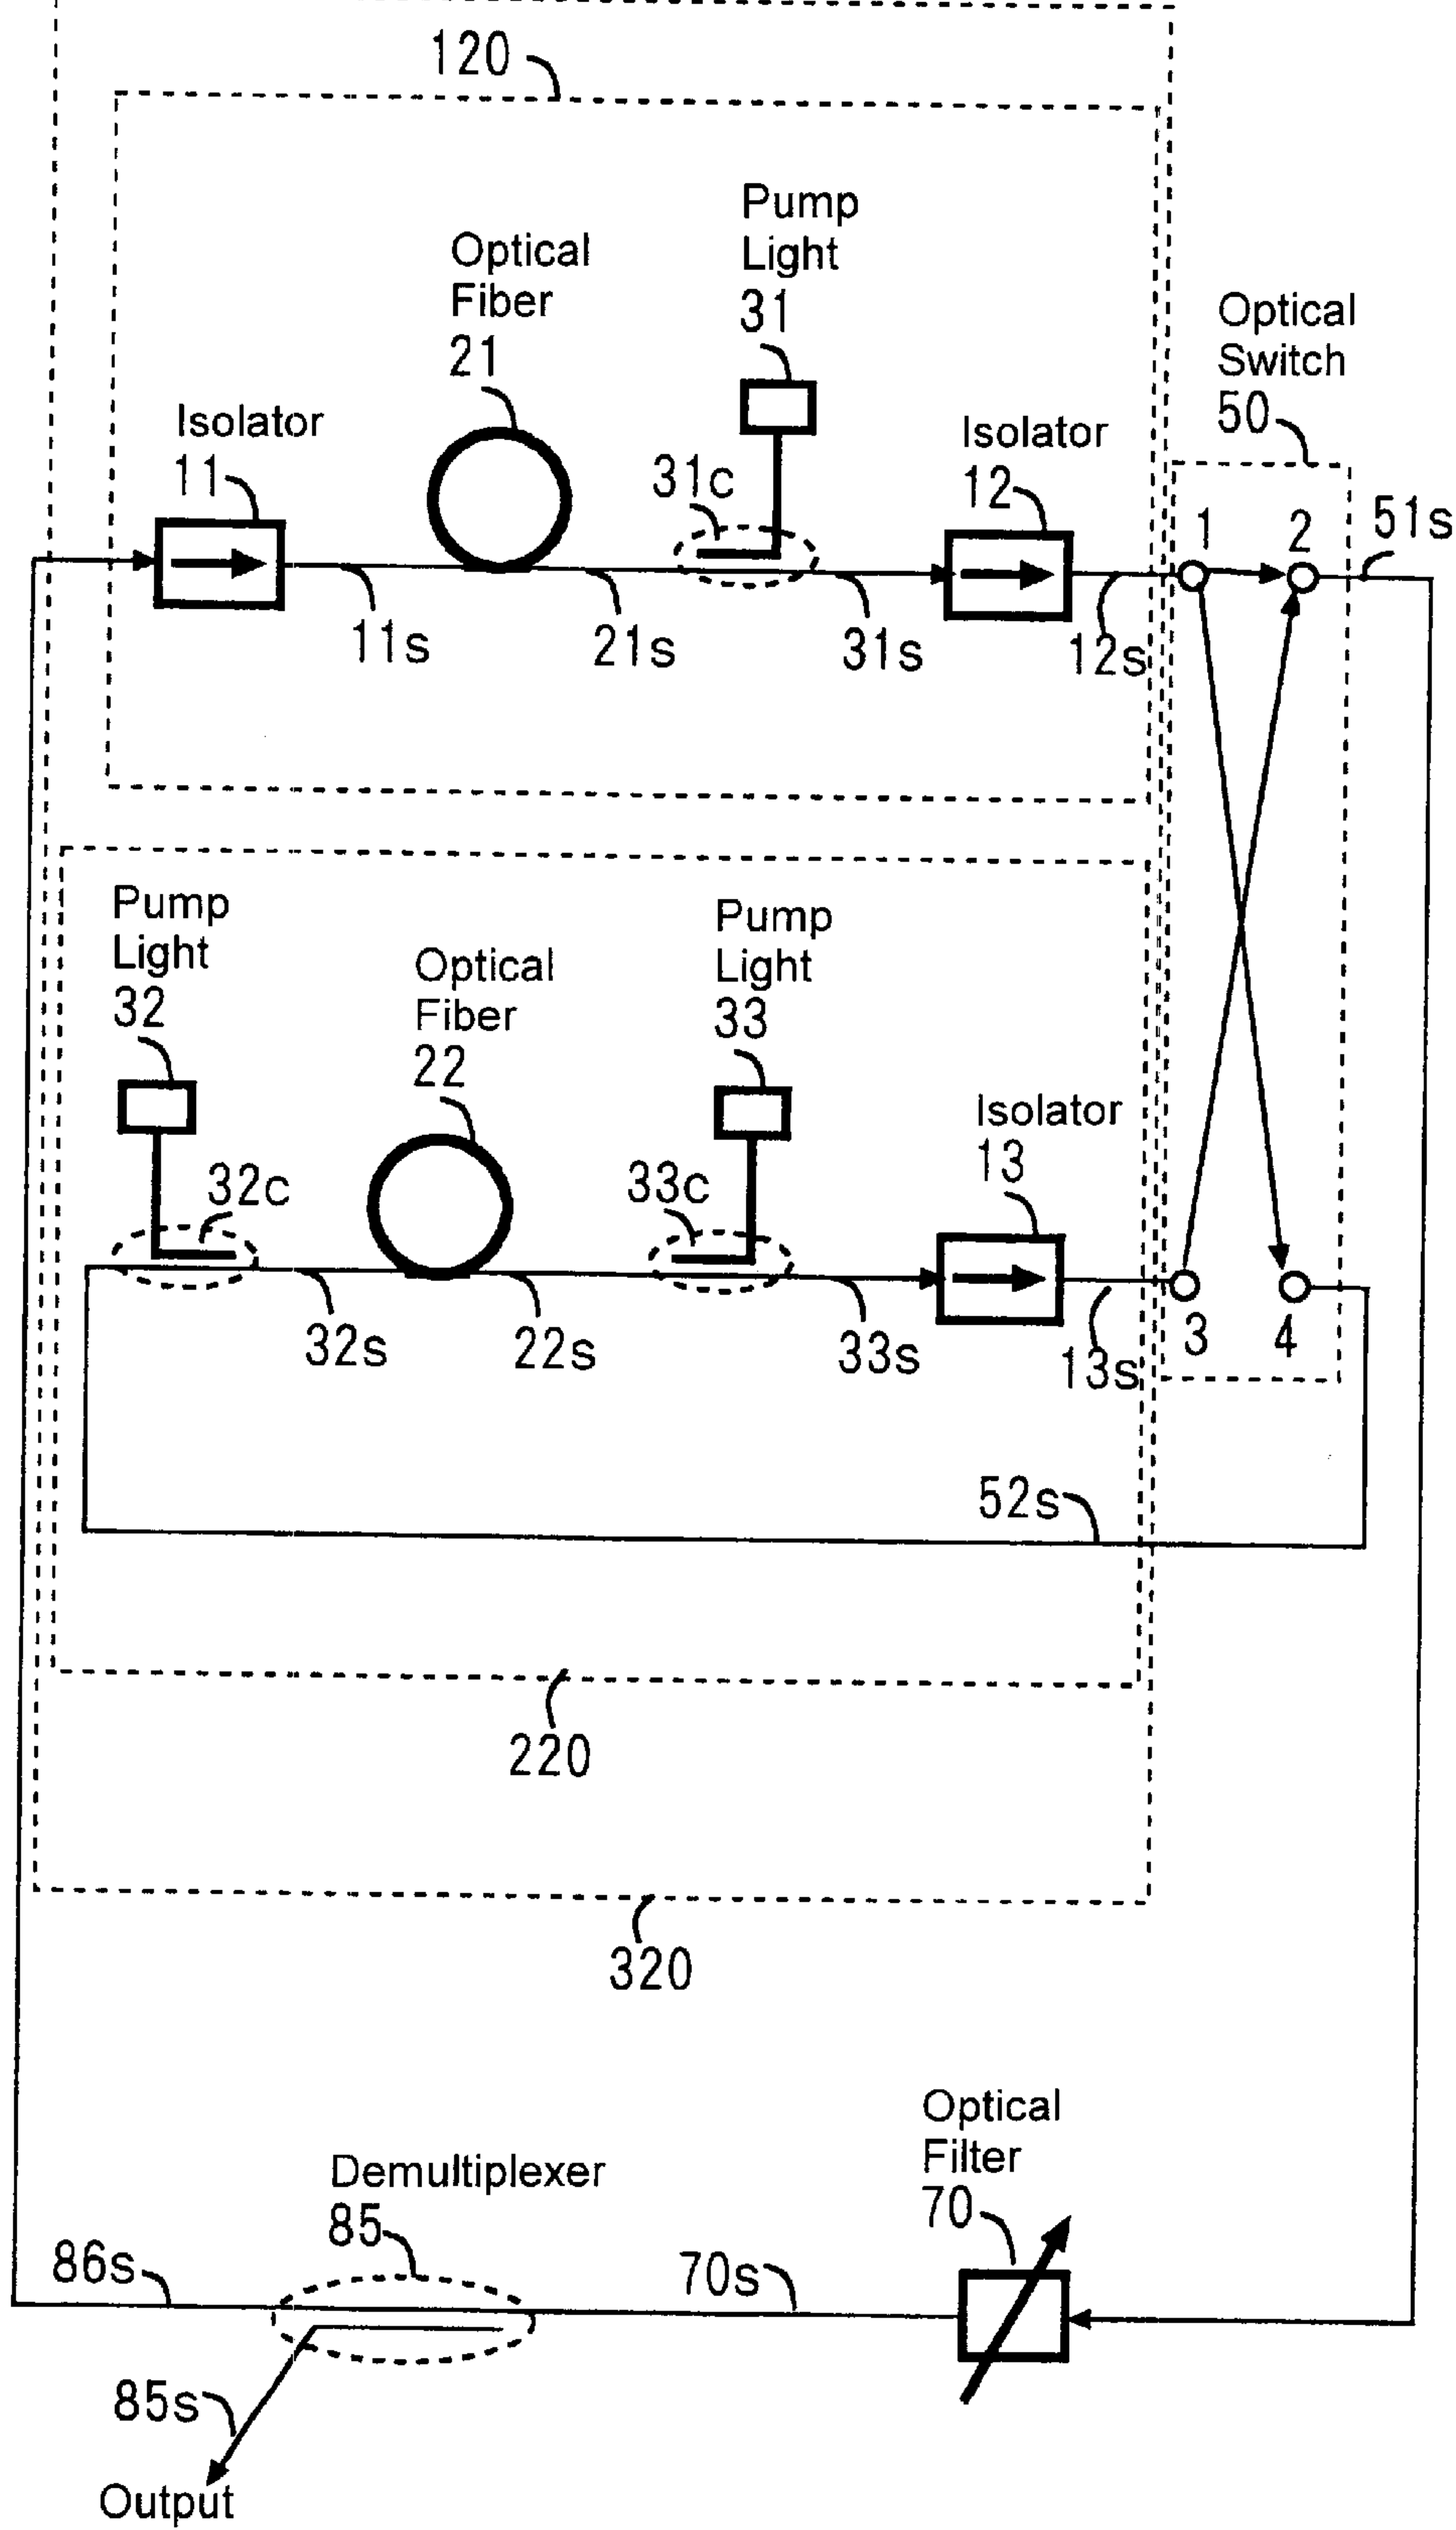 120
Pump
Light
31
Optical
Fiber
21
Optical
Switch
50
Isolator
11
31c
Isolator
12
1
2
51s
11s
21s
31s
12s
Pump
Light
32
Optical
Fiber
22
Pump
Light
33
Isolator
13
32c
33c
32s
22s
33s
13s
3
4
52s
220
320
Optical
Filter
70
Demultiplexer
85
86s
70s
85s
Output